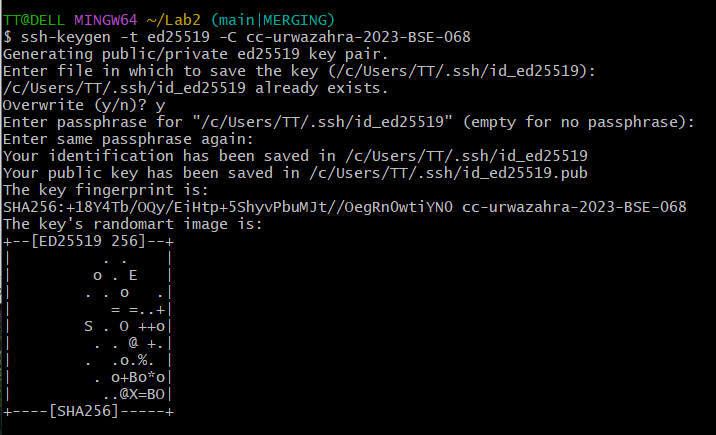 TT@DELL MINGW64 ~/Lab2 (main|MERGING)
$ ssh-keygen -t ed25519 -C cc-urwazahra-2023-BSE-068
Generating public/private ed25519 key pair.
Enter file in which to save the key (/c/Users/TT/.ssh/id_ed25519):
/c/Users/TT/.ssh/id_ed25519 already exists.
Overwrite (y/n)? y
Enter passphrase for "/c/Users/TT/.ssh/id_ed25519" (empty for no passphrase):
Enter same passphrase again:
Your identification has been saved in /c/Users/TT/.ssh/id_ed25519
Your public key has been saved in /c/Users/TT/.ssh/id_ed25519.pub
The key fingerprint is:
SHA256:+18Y4Tb/OQy/EiHtp+5ShyvPbuMJt//OegRn0wtiYN0 cc-urwazahra-2023-BSE-068
The key's randomart image is:
+--[ED25519 256]--+
|          . .    |
|         o . E   |
|        . . o   .|
|           = =..+|
|        S . O ++o|
|         . . @ +.|
|        .  .o.%. |
|         . o+Bo*o|
|          ..@X=BO|
+----[SHA256]-----+